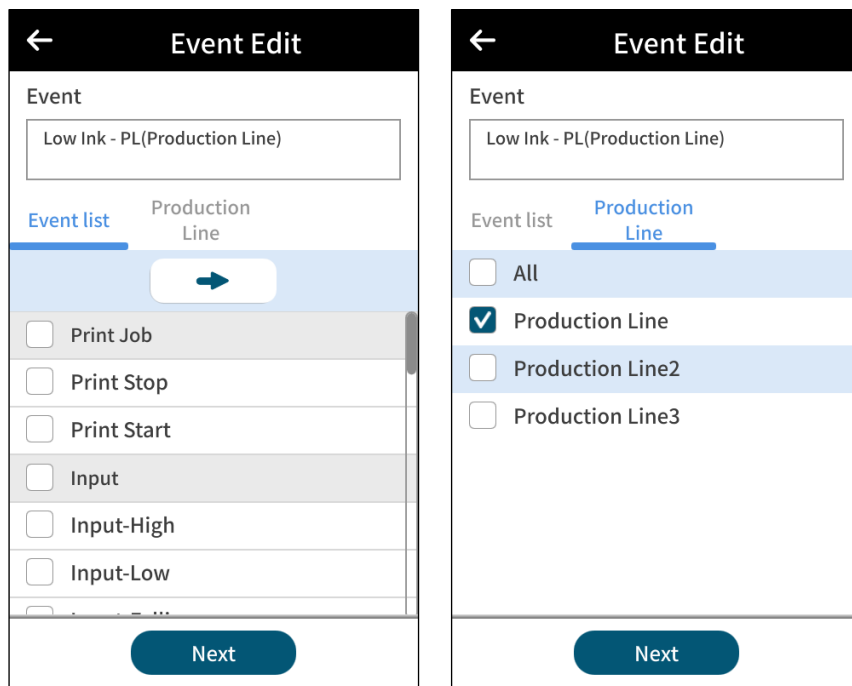 Event Edit
Event
Low Ink - PL(Production Line)
Event list
Production
Line
Print Job
Print Stop
Print Start
Input
Input-High
Input-Low
Next
Event Edit
Event
Low Ink - PL(Production Line)
Event list
Production
Line
All
Production Line
Production Line2
Production Line3
Next